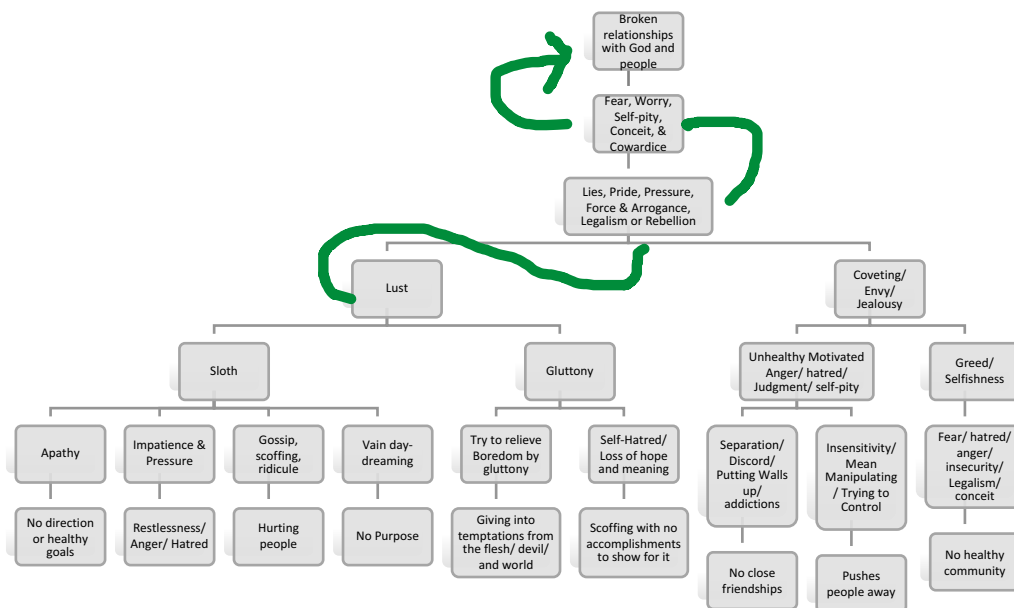 Broken
relationships
with God and
people
Fear, Worry,
Self-pity,
Conceit, &
Cowardice
Lies, Pride, Pressure,
Force & Arrogance,
Legalism or Rebellion
Lust
Coveting/
Envy/
Jealousy
Sloth
Gluttony
Unhealthy Motivated
Anger/ hatred/
Judgment/ self-pity
Greed/
Selfishness
Apathy
Impatience &
Pressure
Gossip,
scoffing,
ridicule
Vain day-
dreaming
Try to relieve
Boredom by
gluttony
Self-Hatred/
Loss of hope
and meaning
Separation/
Discord/
Putting Walls
up/
addictions
Insensitivity/
Mean
Manipulating
/ Trying to
Control
Fear/ hatred/
anger/
insecurity/
Legalism/
conceit
No direction
or healthy
goals
Restlessness/
Anger/ Hatred
Hurting
people
No Purpose
Giving into
temptations from
the flesh/ devil/
and world
Scoffing with no
accomplishments
to show for it
No close
friendships
Pushes
people away
No healthy
community